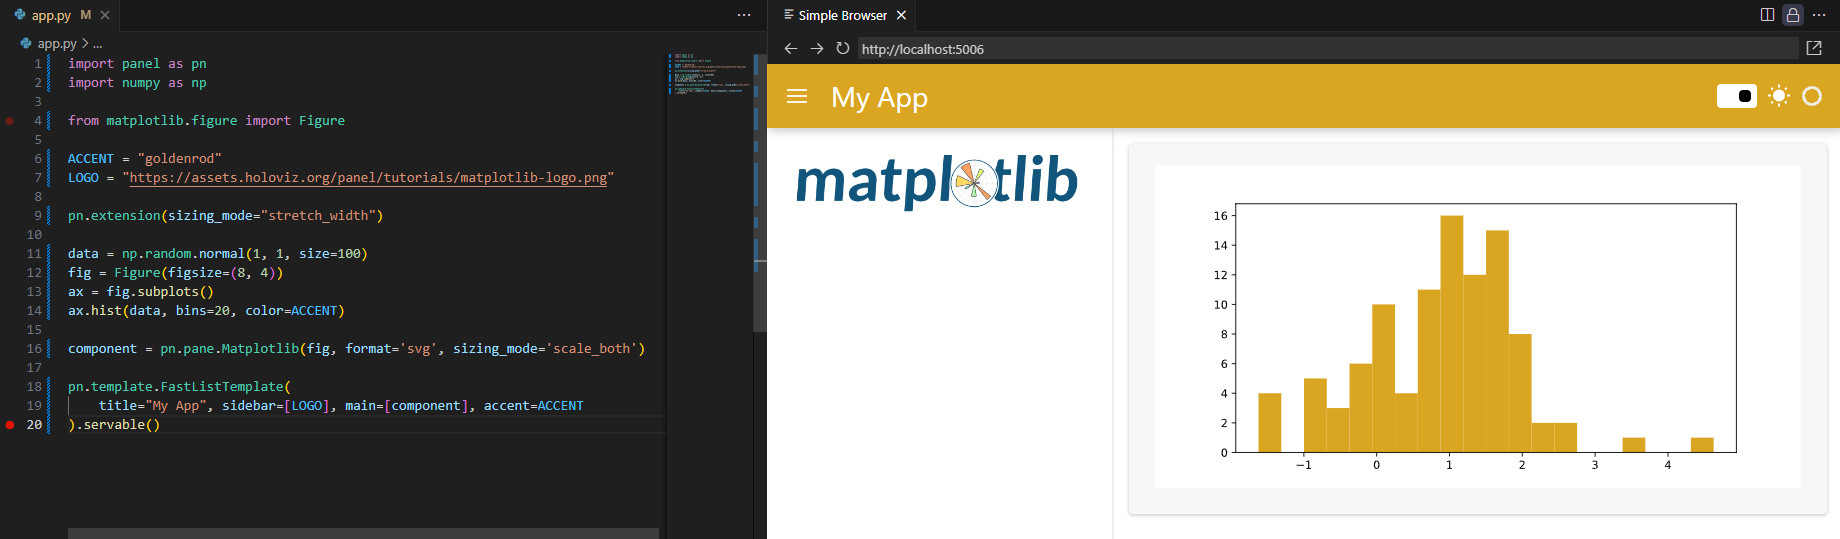 app.py M
app.py > ...
1 import panel as pn
2 import numpy as np
3
4 from matplotlib.figure import Figure
5
6 ACCENT = "goldenrod"
7 LOGO = "https://assets.holoviz.org/panel/tutorials/matplotlib-logo.png"
8
9 pn.extension(sizing_mode="stretch_width")
10
11 data = np.random.normal(1, 1, size=100)
12 fig = Figure(figsize=(8, 4))
13 ax = fig.subplots()
14 ax.hist(data, bins=20, color=ACCENT)
15
16 component = pn.pane.Matplotlib(fig, format='svg', sizing_mode='scale_both')
17
18 pn.template.FastListTemplate(
19     title="My App", sidebar=[LOGO], main=[component], accent=ACCENT
20 ).servable()
Simple Browser
http://localhost:5006
My App
matplotlib
16
14
12
10
8
6
4
2
0
−1 0 1 2 3 4